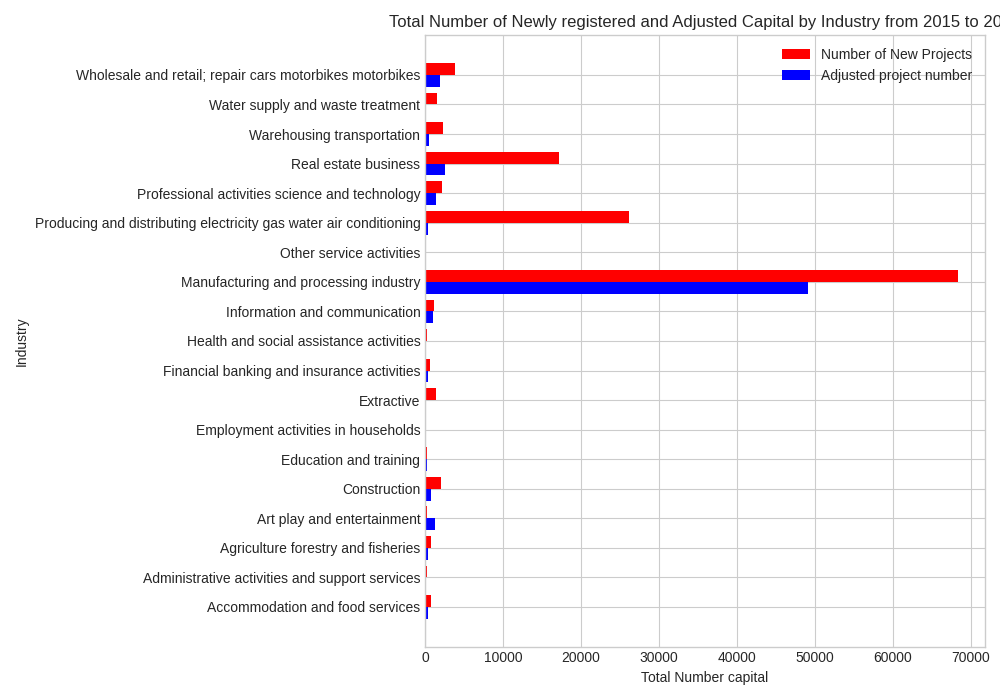 Total Number of Newly registered and Adjusted Capital by Industry from 2015 to 20
Number of New Projects
Adjusted project number
Wholesale and retail; repair cars motorbikes motorbikes
Water supply and waste treatment
Warehousing transportation
Real estate business
Professional activities science and technology
Producing and distributing electricity gas water air conditioning
Other service activities
Manufacturing and processing industry
Information and communication
Health and social assistance activities
Financial banking and insurance activities
Extractive
Employment activities in households
Education and training
Construction
Art play and entertainment
Agriculture forestry and fisheries
Administrative activities and support services
Accommodation and food services
Industry
0 10000 20000 30000 40000 50000 60000 70000
Total Number capital